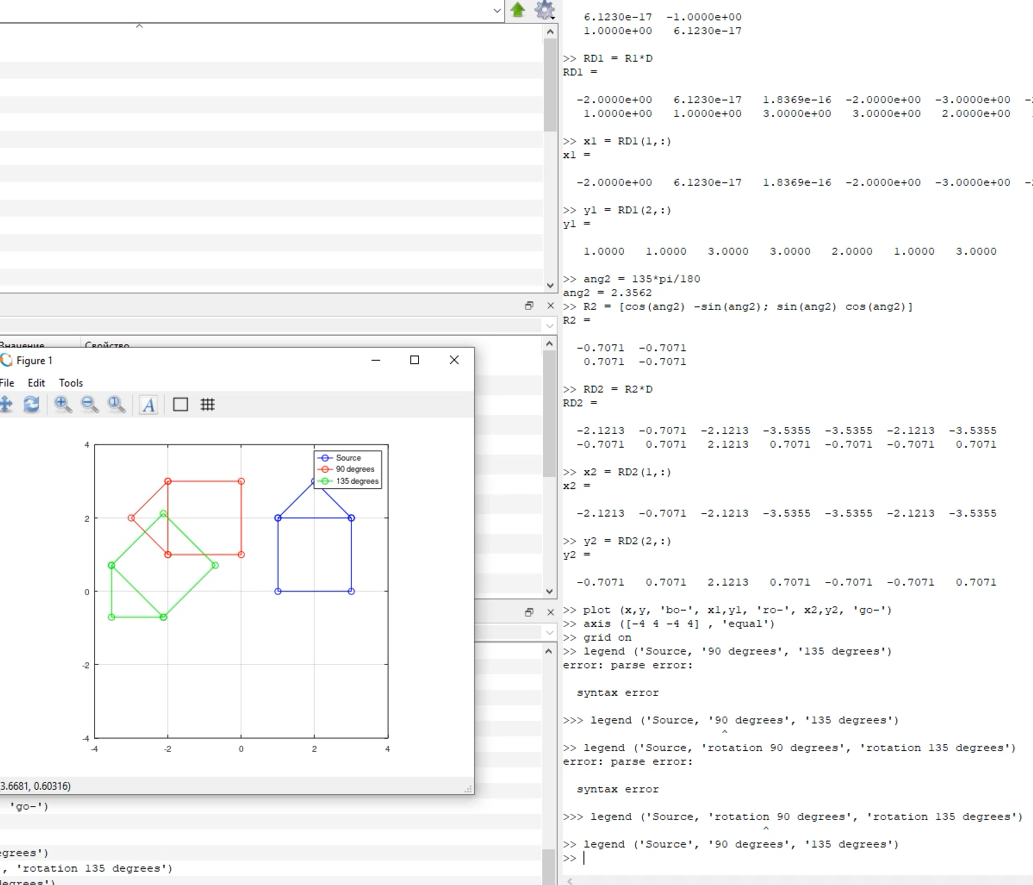 Значение Свойство
Figure 1
File Edit Tools
A
Source
90 degrees
135 degrees
4
2
0
-2
-4
-4 -2 0 2 4
3.6681, 0.60316)
'go-')
egrees')
, 'rotation 135 degrees')
degrees')
6.1230e-17 -1.0000e+00
1.0000e+00 6.1230e-17
>> RD1 = R1*D
RD1 =
-2.0000e+00 6.1230e-17 1.8369e-16 -2.0000e+00 -3.0000e+00 -
1.0000e+00 1.0000e+00 3.0000e+00 3.0000e+00 2.0000e+00
>> x1 = RD1(1,:)
x1 =
-2.0000e+00 6.1230e-17 1.8369e-16 -2.0000e+00 -3.0000e+00 -
>> y1 = RD1(2,:)
y1 =
1.0000 1.0000 3.0000 3.0000 2.0000 1.0000 3.0000
>> ang2 = 135*pi/180
ang2 = 2.3562
>> R2 = [cos(ang2) -sin(ang2); sin(ang2) cos(ang2)]
R2 =
-0.7071 -0.7071
0.7071 -0.7071
>> RD2 = R2*D
RD2 =
-2.1213 -0.7071 -2.1213 -3.5355 -3.5355 -2.1213 -3.5355
-0.7071 0.7071 2.1213 0.7071 -0.7071 -0.7071 0.7071
>> x2 = RD2(1,:)
x2 =
-2.1213 -0.7071 -2.1213 -3.5355 -3.5355 -2.1213 -3.5355
>> y2 = RD2(2,:)
y2 =
-0.7071 0.7071 2.1213 0.7071 -0.7071 -0.7071 0.7071
>> plot (x,y, 'bo-', x1,y1, 'ro-', x2,y2, 'go-')
>> axis ([-4 4 -4 4] , 'equal')
>> grid on
>> legend ('Source, '90 degrees', '135 degrees')
error: parse error:
syntax error
>>> legend ('Source, '90 degrees', '135 degrees')
^
>> legend ('Source, 'rotation 90 degrees', 'rotation 135 degrees')
error: parse error:
syntax error
>>> legend ('Source, 'rotation 90 degrees', 'rotation 135 degrees')
^
>> legend ('Source', '90 degrees', '135 degrees')
>>